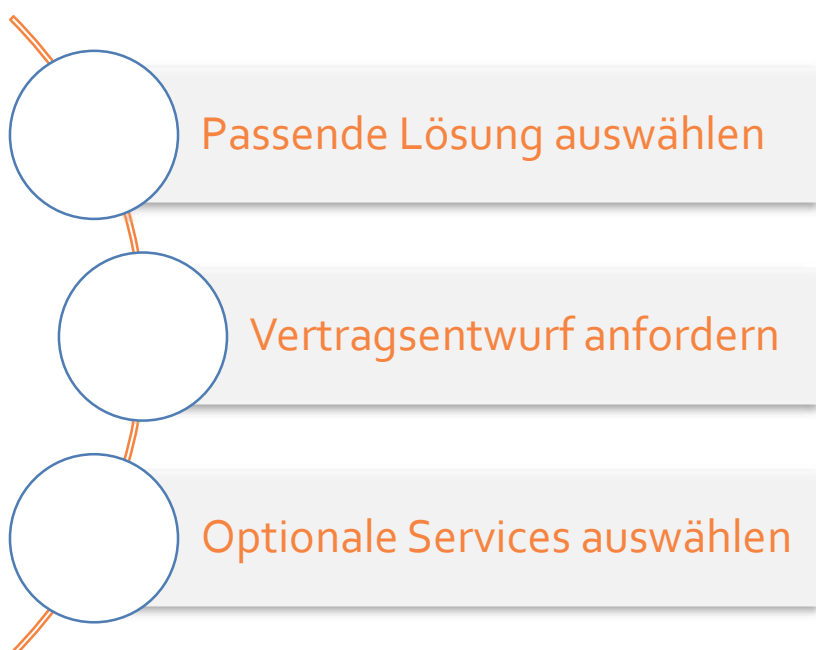 Passende Lösung auswählen
Vertragsentwurf anfordern
Optionale Services auswählen